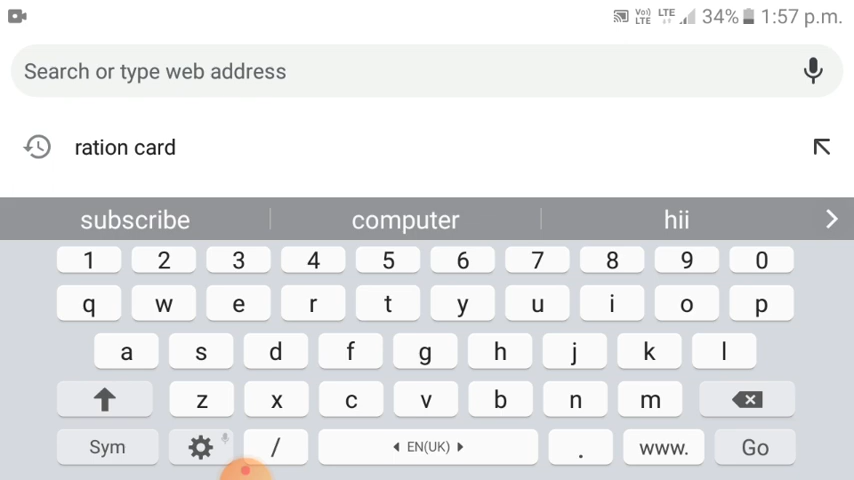 Vo)) LTE LTE 34% 1:57 p.m.
Search or type web address
ration card
subscribe computer hii
1 2 3 4 5 6 7 8 9 0
q w e r t y u i o p
a s d f g h j k l
z x c v b n m
Sym / EN(UK) . www. Go